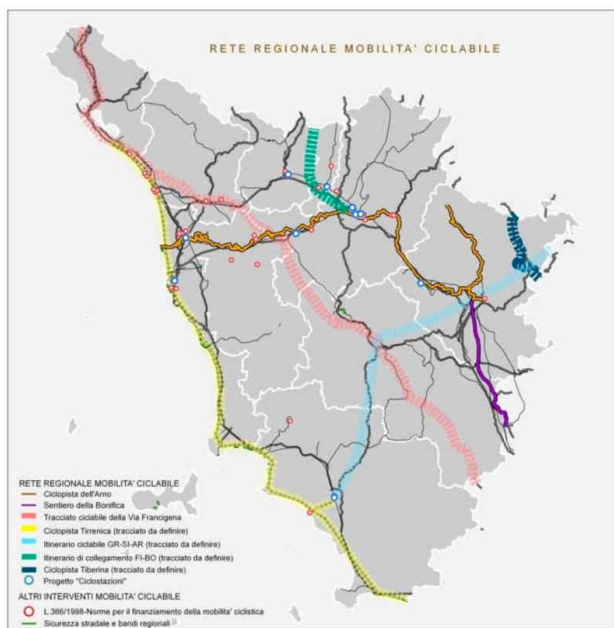 RETE REGIONALE MOBILITA' CICLABILE
RETE REGIONALE MOBILITA' CICLABILE
Ciclopista dell'Arno
Sentiero della Bonifica
Tracciato ciclabile della Via Francigena
Ciclopista Tirrenica (tracciato da definire)
Itinerario ciclabile GR-SI-AR (tracciato da definire)
Itinerario di collegamento FI-BO (tracciato da definire)
Ciclopista Tiberina (tracciato da definire)
Progetto "Ciclostazioni"
ALTRI INTERVENTI MOBILITA' CICLABILE
L.366/1998-Norme per il finanziamento della mobilita' ciclistica
Sicurezza stradale e bandi regionali